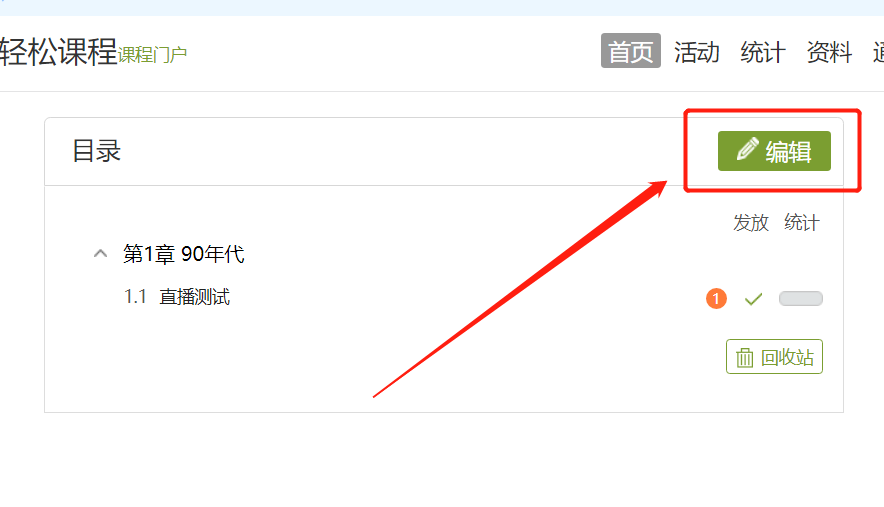 轻松课程 课程门户
首页 活动 统计 资料
目录
编辑
发放 统计
第1章 90年代
1.1 直播测试
1
回收站